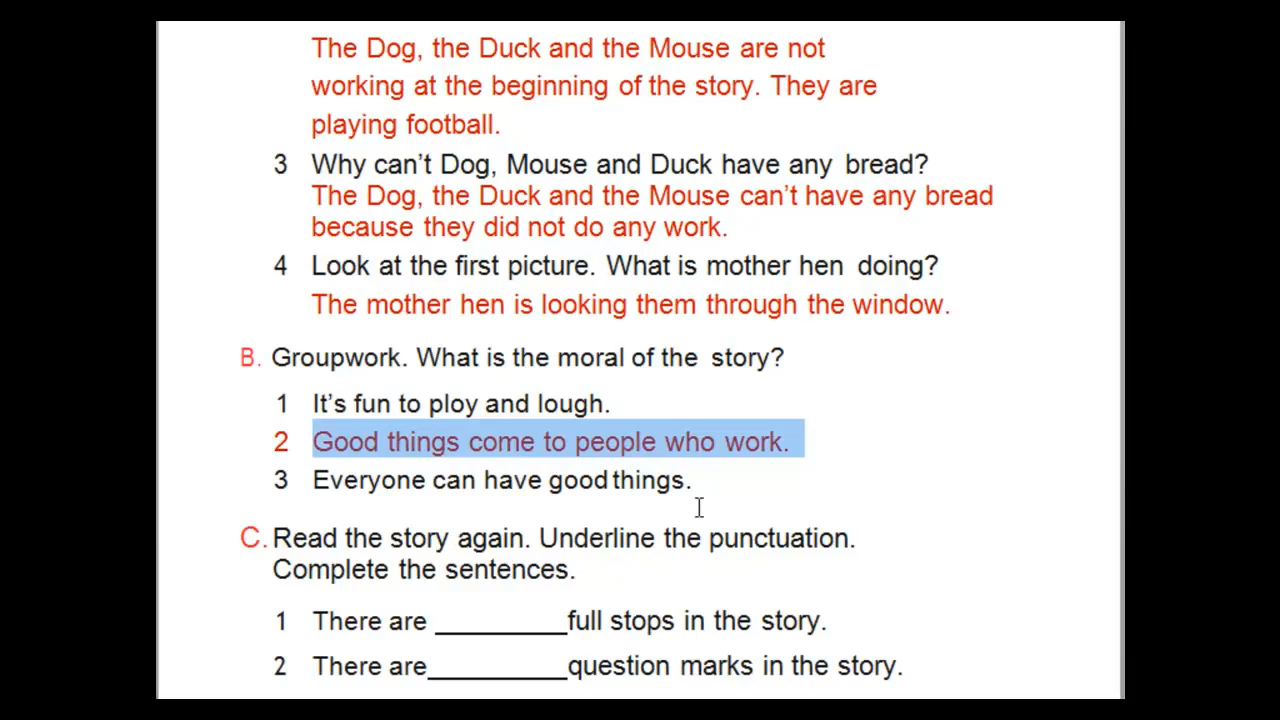 The Dog, the Duck and the Mouse are not
working at the beginning of the story. They are
playing football.
3 Why can't Dog, Mouse and Duck have any bread?
The Dog, the Duck and the Mouse can't have any bread
because they did not do any work.
4 Look at the first picture. What is mother hen doing?
The mother hen is looking them through the window.
B. Groupwork. What is the moral of the story?
1 It's fun to ploy and lough.
2 Good things come to people who work.
3 Everyone can have good things.
C. Read the story again. Underline the punctuation.
Complete the sentences.
1 There are _________full stops in the story.
2 There are_________question marks in the story.